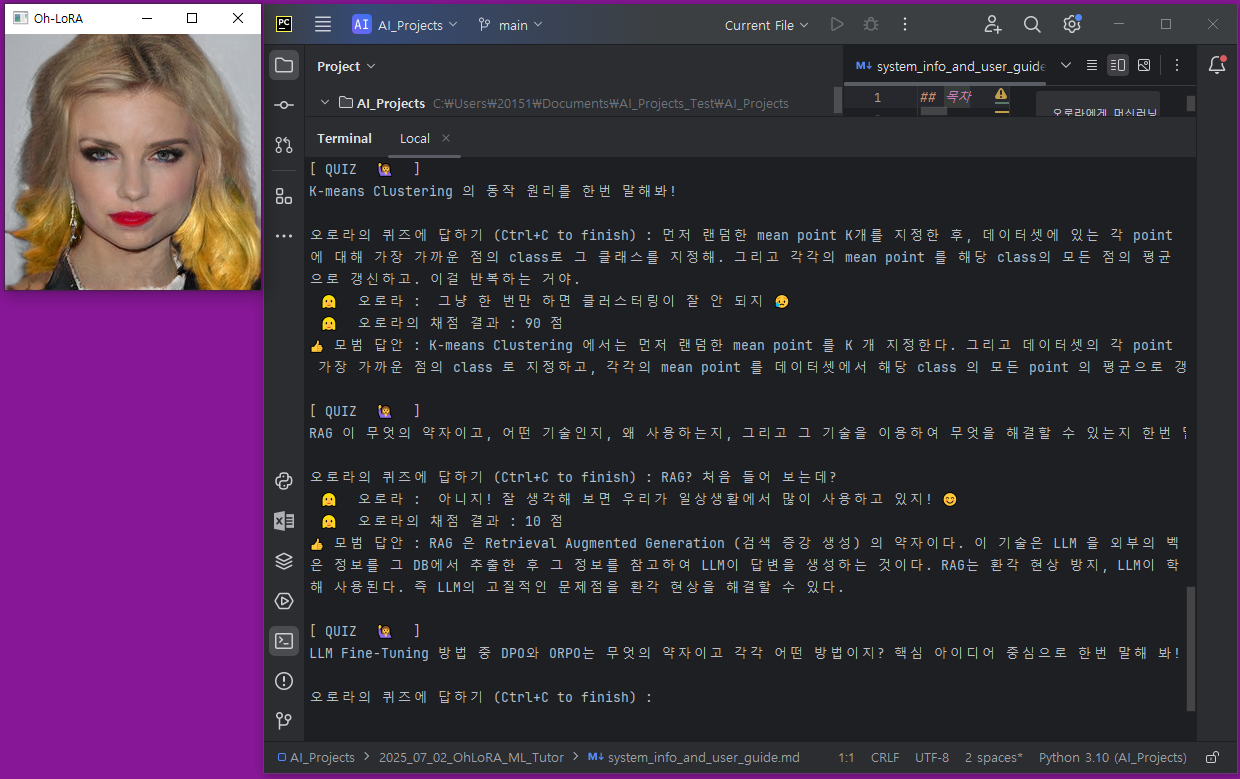 Oh-LoRA
PC
AI AI_Projects
main
Current File
Project
system_info_and_user_guide
AI_Projects C:₩Users₩20151₩Documents₩AI_Projects_Test₩AI_Projects
1 ## 목차
오로라에게 머신러닝
Terminal Local
[ QUIZ 🙋🏽‍♀️ ]
K-means Clustering 의 동작 원리를 한번 말해봐!
오로라의 퀴즈에 답하기 (Ctrl+C to finish) : 먼저 랜덤한 mean point K개를 지정한 후, 데이터셋에 있는 각 point
에 대해 가장 가까운 점의 class로 그 클래스를 지정해. 그리고 각각의 mean point 를 해당 class의 모든 점의 평균
으로 갱신하고. 이걸 반복하는 거야.
오로라 : 그냥 한 번만 하면 클러스터링이 잘 안 되지 😥
오로라의 채점 결과 : 90 점
👍 모범 답안 : K-means Clustering 에서는 먼저 랜덤한 mean point 를 K 개 지정한다. 그리고 데이터셋의 각 point
가장 가까운 점의 class 로 지정하고, 각각의 mean point 를 데이터셋에서 해당 class 의 모든 point 의 평균으로 갱
[ QUIZ 🙋🏽‍♀️ ]
RAG 이 무엇의 약자이고, 어떤 기술인지, 왜 사용하는지, 그리고 그 기술을 이용하여 무엇을 해결할 수 있는지 한번
오로라의 퀴즈에 답하기 (Ctrl+C to finish) : RAG? 처음 들어 보는데?
오로라 : 아니지! 잘 생각해 보면 우리가 일상생활에서 많이 사용하고 있지! 😊
오로라의 채점 결과 : 10 점
👍 모범 답안 : RAG 은 Retrieval Augmented Generation (검색 증강 생성) 의 약자이다. 이 기술은 LLM 을 외부의 벡
은 정보를 그 DB에서 추출한 후 그 정보를 참고하여 LLM이 답변을 생성하는 것이다. RAG는 환각 현상 방지, LLM이 학
해 사용된다. 즉 LLM의 고질적인 문제점을 환각 현상을 해결할 수 있다.
[ QUIZ 🙋🏽‍♀️ ]
LLM Fine-Tuning 방법 중 DPO와 ORPO는 무엇의 약자이고 각각 어떤 방법이지? 핵심 아이디어 중심으로 한번 말해 봐!
오로라의 퀴즈에 답하기 (Ctrl+C to finish) :
AI_Projects > 2025_07_02_OhLoRA_ML_Tutor > system_info_and_user_guide.md 1:1 CRLF UTF-8 2 spaces* Python 3.10 (AI_Projects)